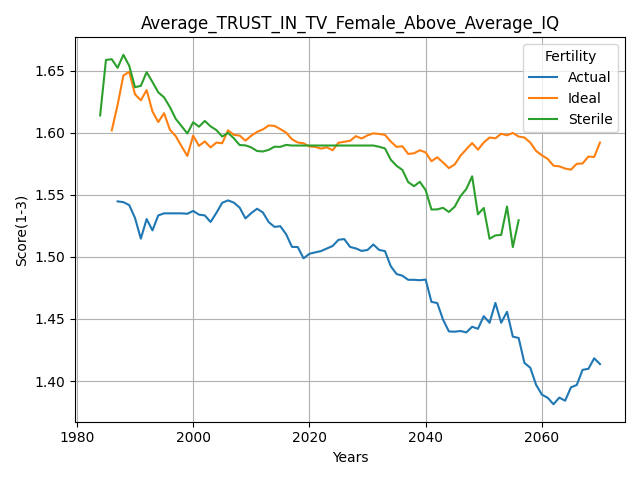 Average_TRUST_IN_TV_Female_Above_Average_IQ
Fertility
Actual
Ideal
Sterile
Score(1-3)
1.65
1.60
1.55
1.50
1.45
1.40
1980
2000
2020
2040
2060
Years